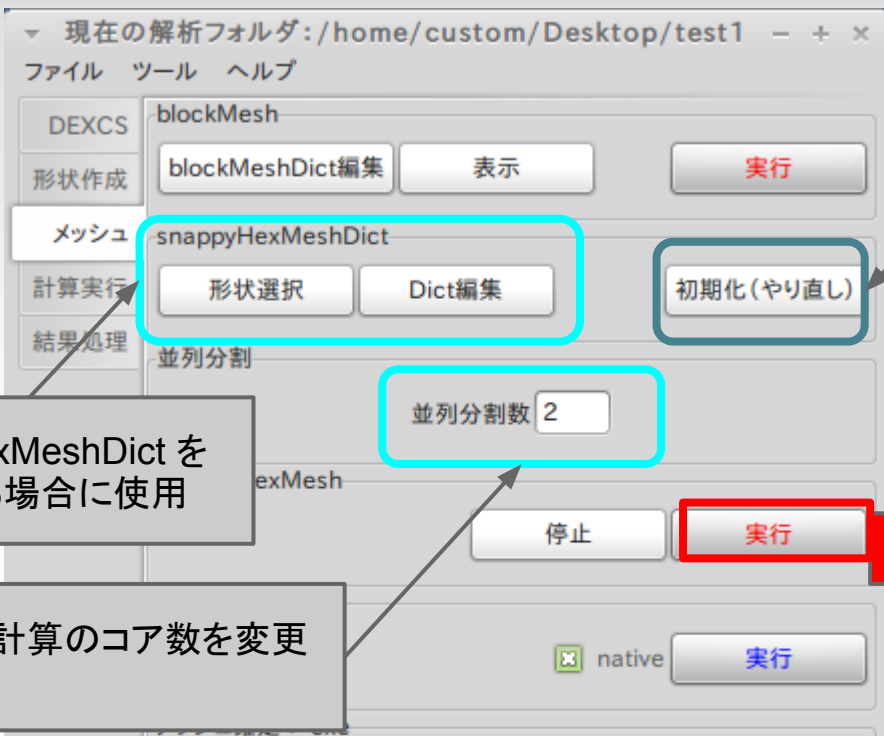 現在の解析フォルダ:/home/custom/Desktop/test1
ファイル ツール ヘルプ
DEXCS
形状作成
メッシュ
計算実行
結果処理
blockMesh
blockMeshDict編集 表示 実行
snappyHexMeshDict
形状選択 Dict編集 初期化(やり直し)
並列分割
並列分割数 2
xMeshDict を
場合に使用
exMesh
停止 実行
計算のコア数を変更
native 実行